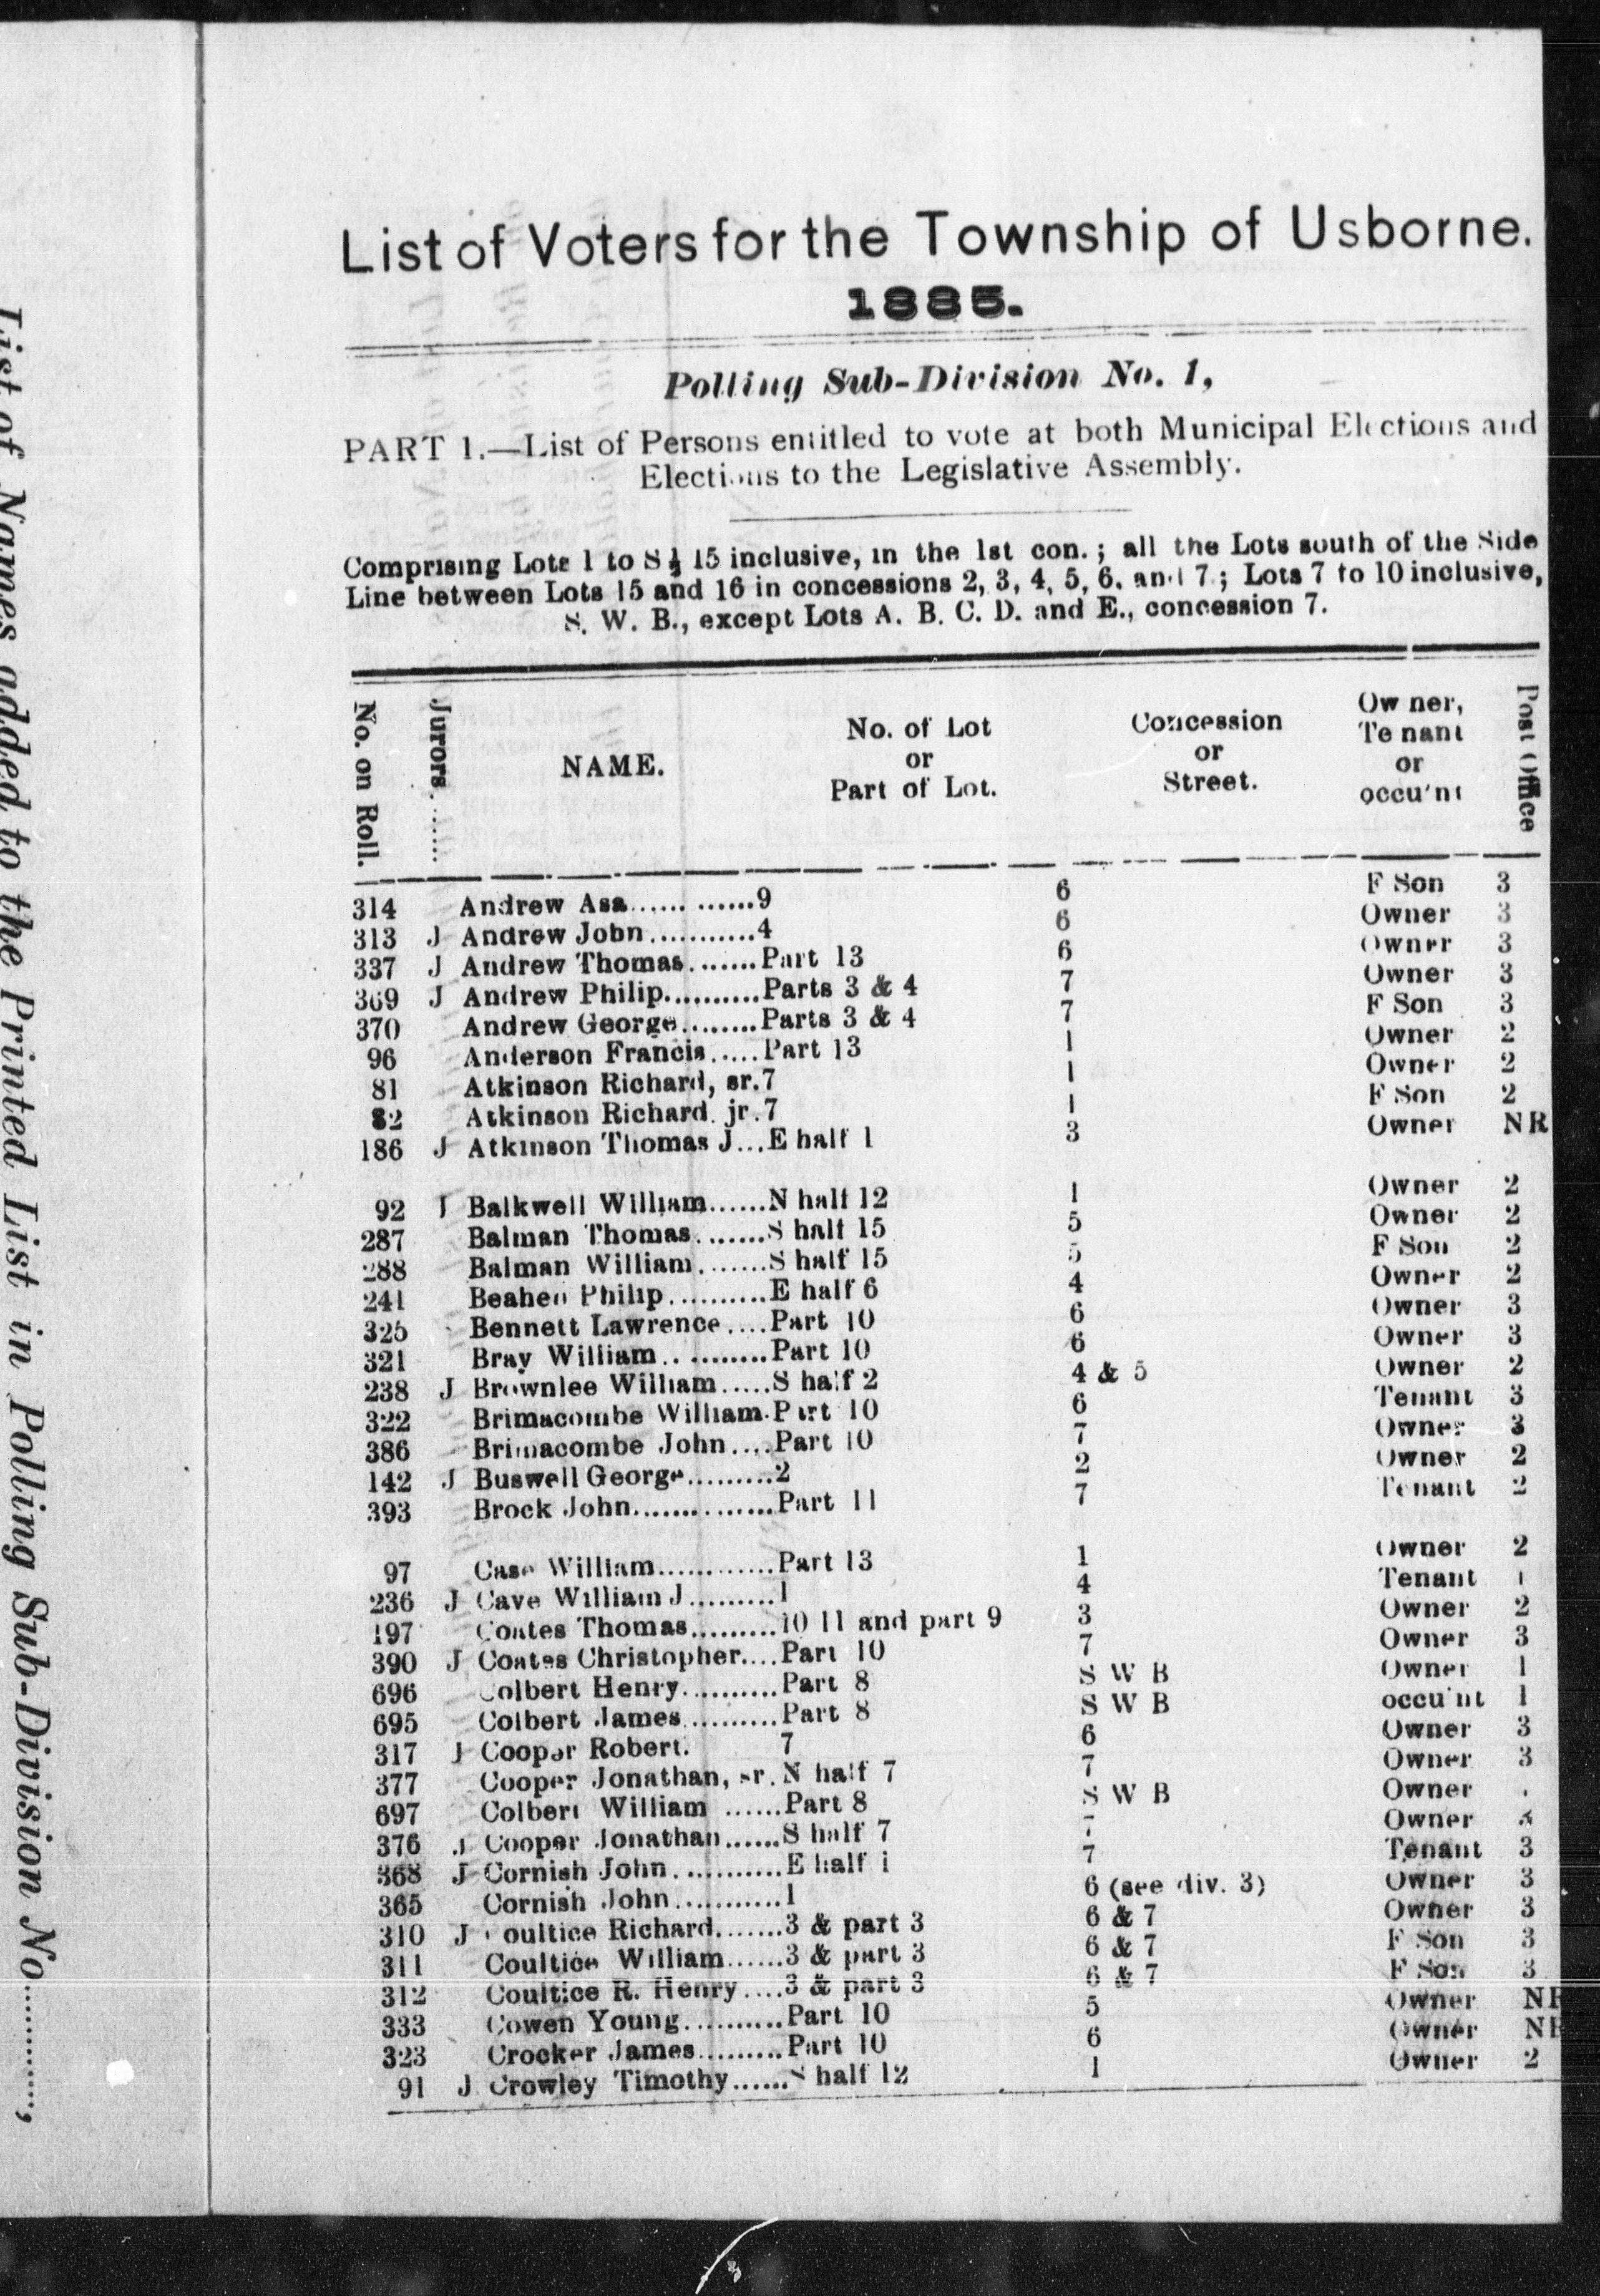 List of Names added to the Printed List in Polling Sub-Division No............,
List of Voters for the Township of Usborne.
1885.
Polling Sub-Division No. 1,
PART 1.—List of Persons entitled to vote at both Municipal Elections and
Elections to the Legislative Assembly.
Comprising Lots 1 to S ½ 15 inclusive, in the 1st con.; all the Lots south of the Side
Line between Lots 15 and 16 in concessions 2, 3, 4, 5, 6, and 7; Lots 7 to 10 inclusive,
S. W. B., except Lots A. B. C. D. and E., concession 7.
No. on Roll. Jurors....... NAME. No. of Lot or Part of Lot. Concession or Street. Owner, Tenant or occu'nt Post Office
314 Andrew Asa...... ......9 6 F Son 3
313 J Andrew John...........4 6 Owner 3
337 J Andrew Thomas.......Part 13 6 Owner 3
369 J Andrew Philip..........Parts 3 & 4 7 Owner 3
370 Andrew George........Parts 3 & 4 7 F Son 3
96 Anderson Francis.....Part 13 1 Owner 2
81 Atkinson Richard, sr.7 1 Owner 2
82 Atkinson Richard. jr.7 1 F Son 2
186 J Atkinson Thomas J...E half 1 3 Owner NR
92 J Balkwell William......N half 12 1 Owner 2
287 Balman Thomas.......S half 15 5 Owner 2
288 Balman William.......S half 15 5 F Son 2
241 Beahen Philip..........E half 6 4 Owner 2
325 Bennett Lawrence....Part 10 6 Owner 3
321 Bray William.. .........Part 10 6 Owner 3
238 J Brownlee William.....S half 2 4 & 5 Owner 2
322 Brimacombe William.Part 10 6 Tenant 3
386 Brimacombe John....Part 10 7 Owner 3
142 J Buswell George.........2 2 Owner 2
393 Brock John..............Part 11 7 Tenant 2
97 Case William............Part 13 1 Owner 2
236 J Cave William J.........1 4 Tenant
197 Coates Thomas.........10 11 and part 9 3 Owner 2
390 J Coates Christopher....Part 10 7 Owner 3
696 Colbert Henry..........Part 8 S W B Owner 1
695 Colbert James..........Part 8 S W B occu'nt 1
317 J Cooper Robert. 7 6 Owner 3
377 Cooper Jonathan, sr. N half 7 7 Owner 3
697 Colbert William ......Part 8 S W B Owner
376 J Cooper Jonathan......S half 7 7 Owner 3
368 J Cornish John...........E half 1 7 Tenant 3
365 Cornish John...........1 6 (see div. 3) Owner 3
310 J Coultice Richard.......3 & part 3 6 & 7 Owner 3
311 Coultice William......3 & part 3 6 & 7 F Son 3
312 Coultice R. Henry....3 & part 3 6 & 7 F Son 3
333 Cowen Young..........Part 10 5 Owner NR
323 Crocker James.........Part 10 6 Owner NR
91 J Crowley Timothy......S half 12 1 Owner 2